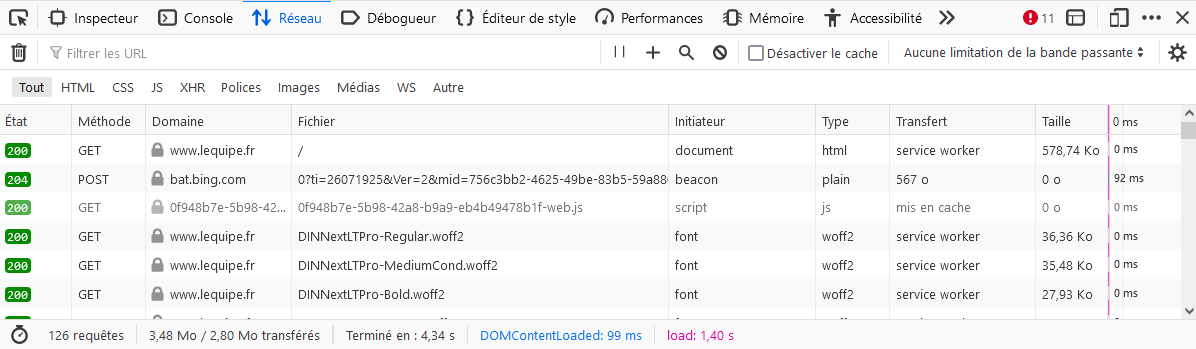 Inspecteur Console Réseau Débogueur Éditeur de style Performances Mémoire Accessibilité 11
Filtrer les URL Désactiver le cache Aucune limitation de la bande passante
Tout HTML CSS JS XHR Polices Images Médias WS Autre
État Méthode Domaine Fichier Initiateur Type Transfert Taille 0 ms
200 GET www.lequipe.fr / document html service worker 578,74 Ko 0 ms
204 POST bat.bing.com 0?ti=26071925&Ver=2&mid=756c3bb2-4625-49be-83b5-59a88 beacon plain 567 o 0 o 92 ms
200 GET 0f948b7e-5b98-42... 0f948b7e-5b98-42a8-b9a9-eb4b49478b1f-web.js script js mis en cache 0 o 0 ms
200 GET www.lequipe.fr DINNextLTPro-Regular.woff2 font woff2 service worker 36,36 Ko 0 ms
200 GET www.lequipe.fr DINNextLTPro-MediumCond.woff2 font woff2 service worker 35,48 Ko 0 ms
200 GET www.lequipe.fr DINNextLTPro-Bold.woff2 font woff2 service worker 27,93 Ko 0 ms
126 requêtes 3,48 Mo / 2,80 Mo transférés Terminé en : 4,34 s DOMContentLoaded: 99 ms load: 1,40 s